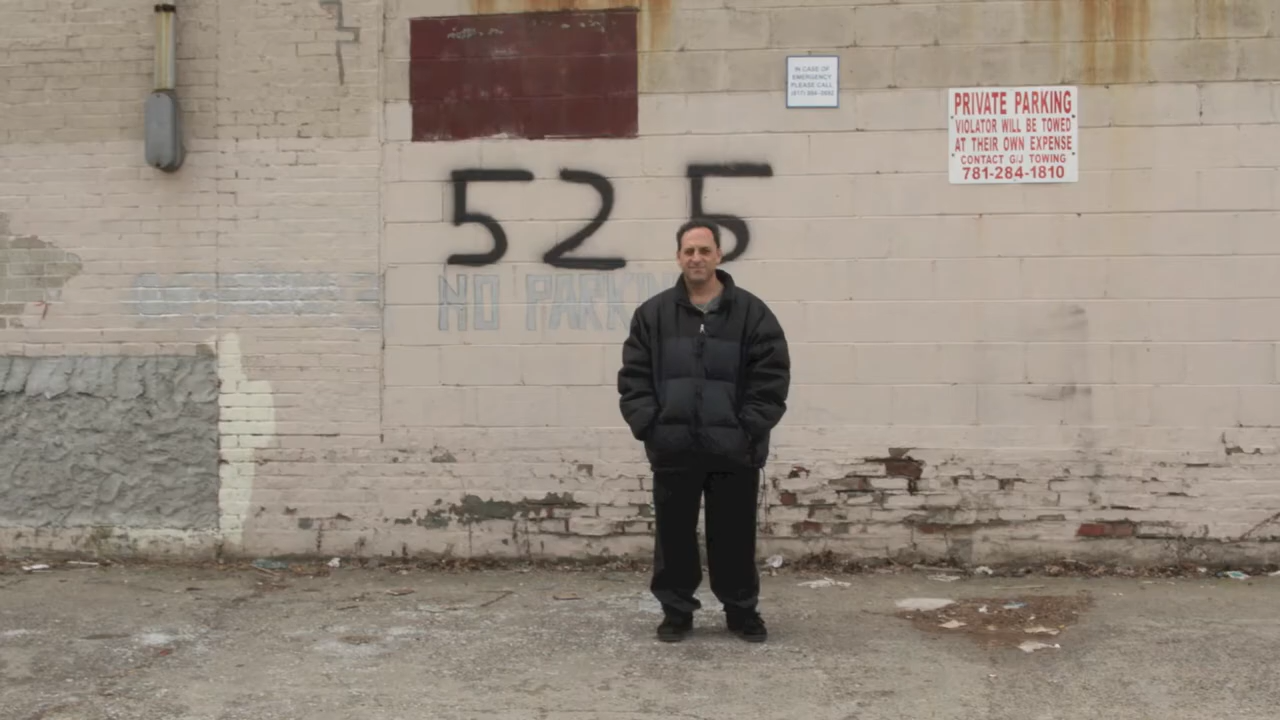 IN CASE OF
EMERGENCY
PLEASE CALL
PRIVATE PARKING
VIOLATOR WILL BE TOWED
AT THEIR OWN EXPENSE
CONTACT G/J TOWING
781-284-1810
525
NO PARKIN